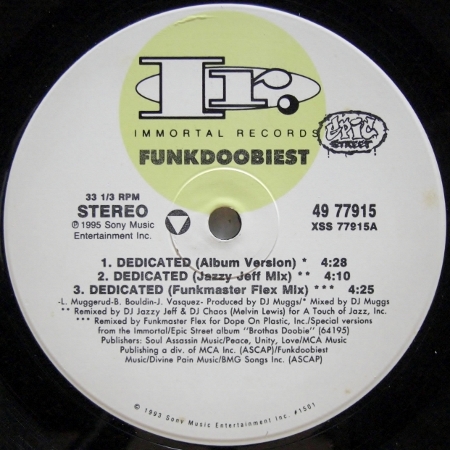 Ir.
IMMORTAL RECORDS
epic
STREET
FUNKDOOBIEST
33 1/3 RPM
STEREO
℗1995 Sony Music
Entertainment Inc.
49 77915
XSS 77915A
1. DEDICATED (Album Version) * 4:28
2. DEDICATED (Jazzy Jeff Mix) ** 4:10
3. DEDICATED (Funkmaster Flex Mix) *** 4:25
-L. Muggerud-B. Bouldin-J. Vasquez- Produced by DJ Muggs/* Mixed by DJ Muggs
** Remixed by DJ Jazzy Jeff & DJ Chaos (Melvin Lewis) for A Touch of Jazz, Inc.
*** Remixed by Funkmaster Flex for Dope On Plastic, Inc./Special versions
from the Immortal/Epic Street album "Brothas Doobie" (64195)
Publishers: Soul Assassin Music/Peace, Unity, Love/MCA Music
Publishing a div. of MCA Inc. (ASCAP)/Funkdoobiest
Music/Divine Pain Music/BMG Songs Inc. (ASCAP)
© 1993 Sony Music Entertainment Inc. #1501